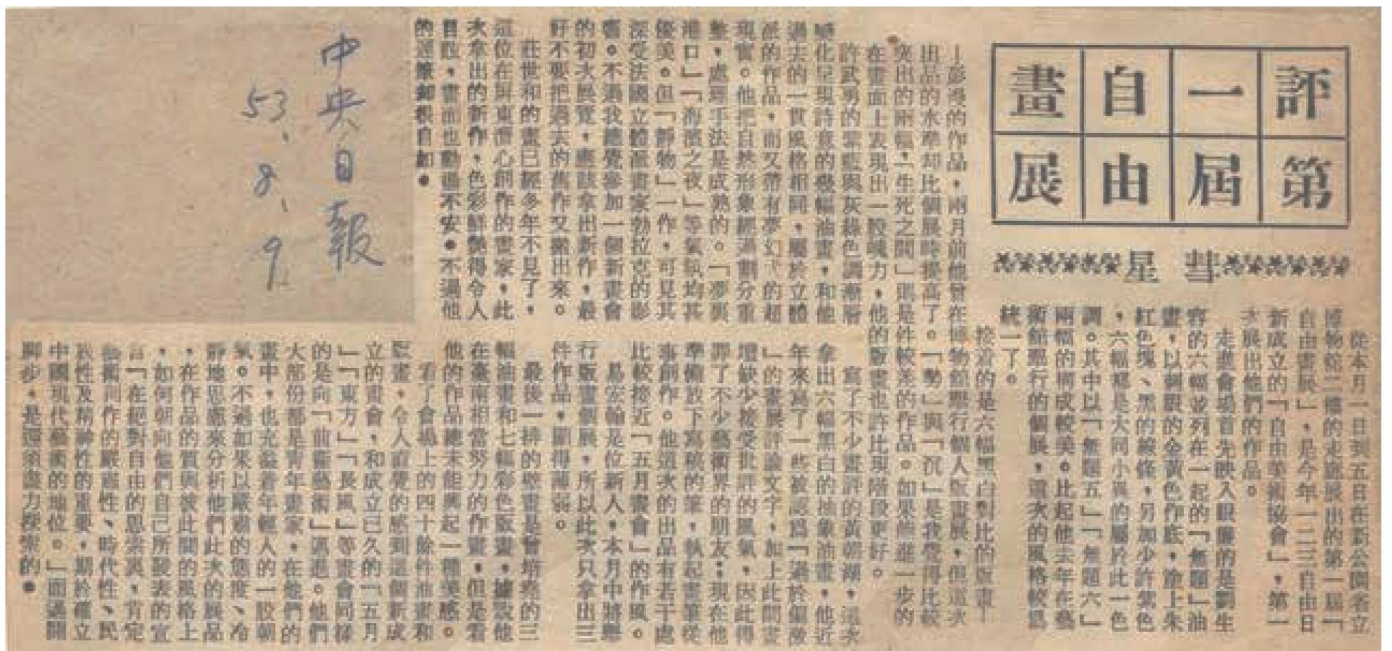 評第一屆自由畫展
彗星
從本月一日到五日在新公園省立
博物館二樓的走廊展出的第一屆「
自由畫展」，是今年一二三自由日
新成立的「自由美術協會」，第一
次展出他們的作品。
走進會場首先映入眼簾的是劉生
容的六幅並列在一起的「無題」油
畫，以刺眼的金黃色作底，塗上朱
紅色塊、黑的線條，另加少許紫色
，六幅都是大同小異的屬於此一色
調。其中以「無題五」「無題六」
兩幅的構成較美。比起他去年在藝
術館舉行的個展，這次的風格較爲
統一了。
接着的是六幅黑白對比的版畫—
—彭漫的作品，兩月前他曾在博物館舉行個人版畫展，但這次
出品的水準却比個展時提高了。「勢」與「沉」是我覺得比較
突出的兩幅，「生死之間」則是件較差的作品。如果能進一步的
在畫面上表現出一股魄力，他的版畫也許比現階段更好。
許武勇的紫藍與灰綠色調漸層
變化呈現詩意的幾幅油畫，和他
過去的一貫風格相同，屬於立體
派的作品，而又帶有夢幻式的超
現實。他把自然形象經過劃分重
整，處理手法是成熟的。「夢與
港口」「海濱之夜」等氣氛均甚
優美。但「靜物」一作，可見其
深受法國立體派畫家勃拉克的影
響。不過我總覺參加一個新畫會
的初次展覽，應該拿出新作，最
好不要把過去的舊作又搬出來。
莊世和的畫已經多年不見了，
這位在屏東潛心創作的畫家，此
次拿出的新作，色彩鮮艷得令人
目眩，畫面也動盪不安。不過他
的運筆卻很自如。
寫了不少畫評的黃朝湖，這次
拿出六幅黑白的抽象油畫，他近
年來寫了一些被認爲「過於偏激
」的畫展評論文字，加上此間畫
壇缺少接受批評的風氣，因此得
罪了不少藝術界的朋友；現在他
準備放下寫稿的筆，執起畫筆從
事創作。他這次的出品有若干處
比較接近「五月畫會」的作風。
易宏翰是位新人，本月中將舉
行版畫個展，所以此次只拿出三
件作品，顯得薄弱。
最後一排的壁畫是曾培堯的三
幅油畫和七幅彩色版畫，據說他
在臺南相當努力的作畫，但是看
他的作品總未能興起一種美感。
看了會場上的四十餘件油畫和
版畫，令人直覺的感到這個新成
立的畫會，和成立已久的「五月
」「東方」「長風」等畫會同樣
的是向「前衛藝術」邁進。他們
大部份都是青年畫家，在他們的
畫中，也充溢着年輕人的一股朝
氣。不過如果以嚴肅的態度、冷
靜地思慮來分析他們此次的展品
，在作品的質與彼此間的風格上
，如何朝向他們自己所發表的宣
言「在絕對自由的思索裏，肯定
藝術創作的嚴肅性、時代性、民
族性及精神性的重要，期於確立
中國現代藝術的地位。」而邁開
脚步，是必須盡力探索的。
中央日報
53、8、9